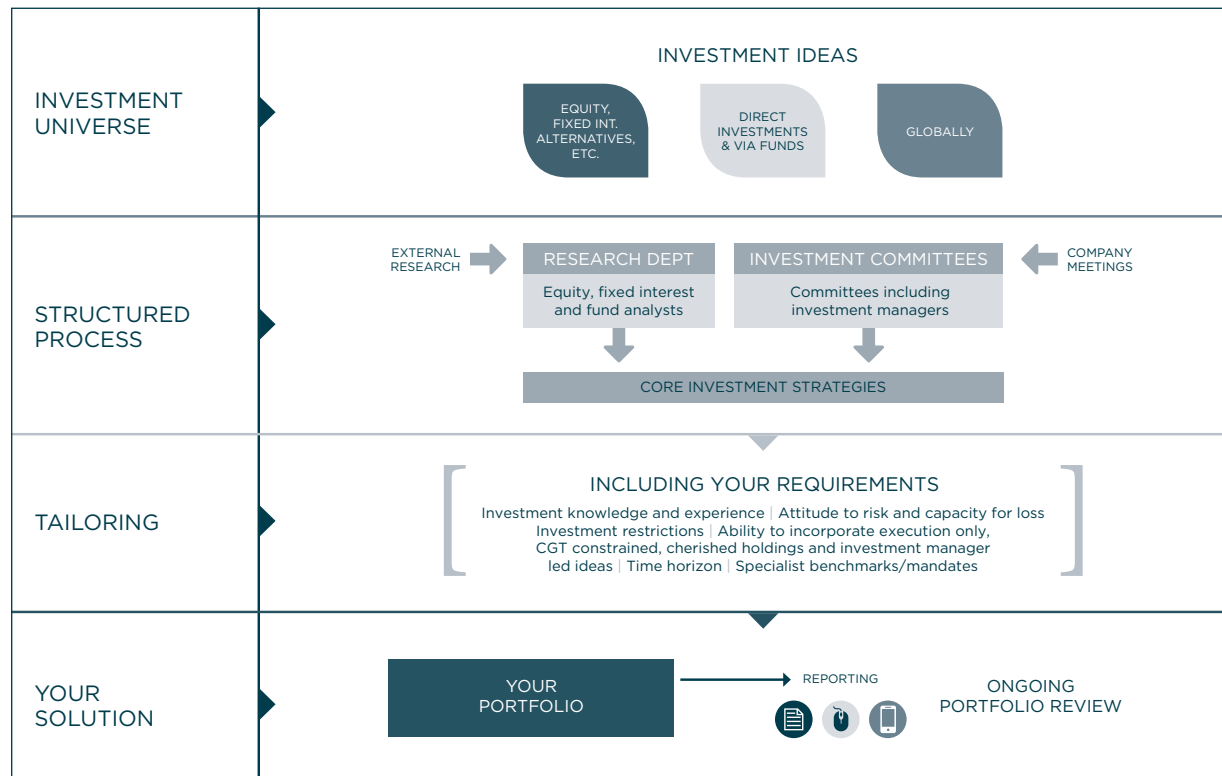 INVESTMENT
UNIVERSE
INVESTMENT IDEAS
EQUITY,
FIXED INT.
ALTERNATIVES,
ETC.
DIRECT
INVESTMENTS
& VIA FUNDS
GLOBALLY
STRUCTURED
PROCESS
EXTERNAL
RESEARCH
RESEARCH DEPT
Equity, fixed interest
and fund analysts
INVESTMENT COMMITTEES
Committees including
investment managers
COMPANY
MEETINGS
CORE INVESTMENT STRATEGIES
TAILORING
INCLUDING YOUR REQUIREMENTS
Investment knowledge and experience | Attitude to risk and capacity for loss
Investment restrictions | Ability to incorporate execution only,
CGT constrained, cherished holdings and investment manager
led ideas | Time horizon | Specialist benchmarks/mandates
YOUR
SOLUTION
YOUR
PORTFOLIO
REPORTING
ONGOING
PORTFOLIO REVIEW